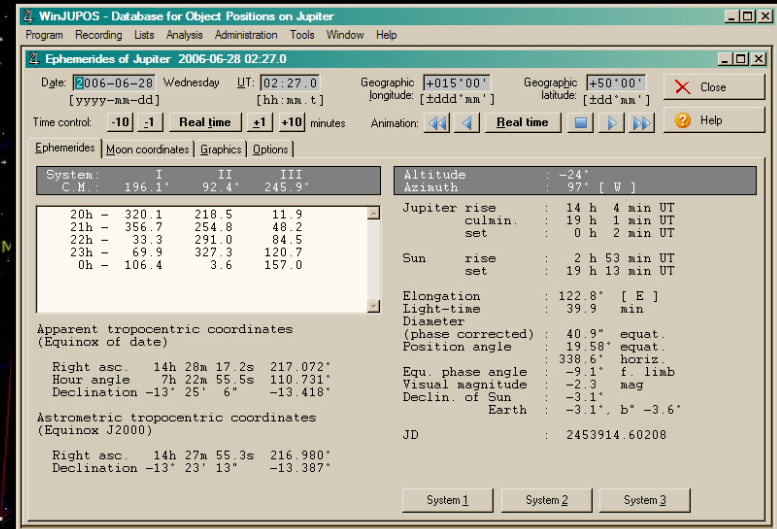 WinJUPOS - Database for Object Positions on Jupiter
Program Recording Lists Analysis Administration Tools Window Help
Ephemerides of Jupiter 2006-06-28 02:27.0
Date: 2006-06-28 Wednesday UT: 02:27.0 Geographic longitude: +015°00' Geographic latitude: +50°00' Close
[yyyy-mm-dd] [hh:mm.t] [±ddd°mm'] [±dd°mm']
Time control: -10 -1 Real time +1 +10 minutes Animation: Real time Help
Ephemerides Moon coordinates Graphics Options
System: I II III
C.M.: 196.1° 92.4° 245.9°
20h - 320.1 218.5 11.9
21h - 356.7 254.8 48.2
22h - 33.3 291.0 84.5
23h - 69.9 327.3 120.7
0h - 106.4 3.6 157.0
Apparent tropocentric coordinates
(Equinox of date)
Right asc. 14h 28m 17.2s 217.072°
Hour angle 7h 22m 55.5s 110.731°
Declination -13° 25' 6" -13.418°
Astrometric tropocentric coordinates
(Equinox J2000)
Right asc. 14h 27m 55.3s 216.980°
Declination -13° 23' 13" -13.387°
Altitude : -24°
Azimuth : 97° [ W ]
Jupiter rise : 14 h 4 min UT
culmin. : 19 h 1 min UT
set : 0 h 2 min UT
Sun rise : 2 h 53 min UT
set : 19 h 13 min UT
Elongation : 122.8° [ E ]
Light-time : 39.9 min
Diameter
(phase corrected) : 40.9" equat.
Position angle : 19.58° equat.
: 338.6° horiz.
Equ. phase angle : -9.1° f. limb
Visual magnitude : -2.3 mag
Declin. of Sun : -3.1°
Earth : -3.1°, b" -3.6°
JD : 2453914.60208
System 1 System 2 System 3
M